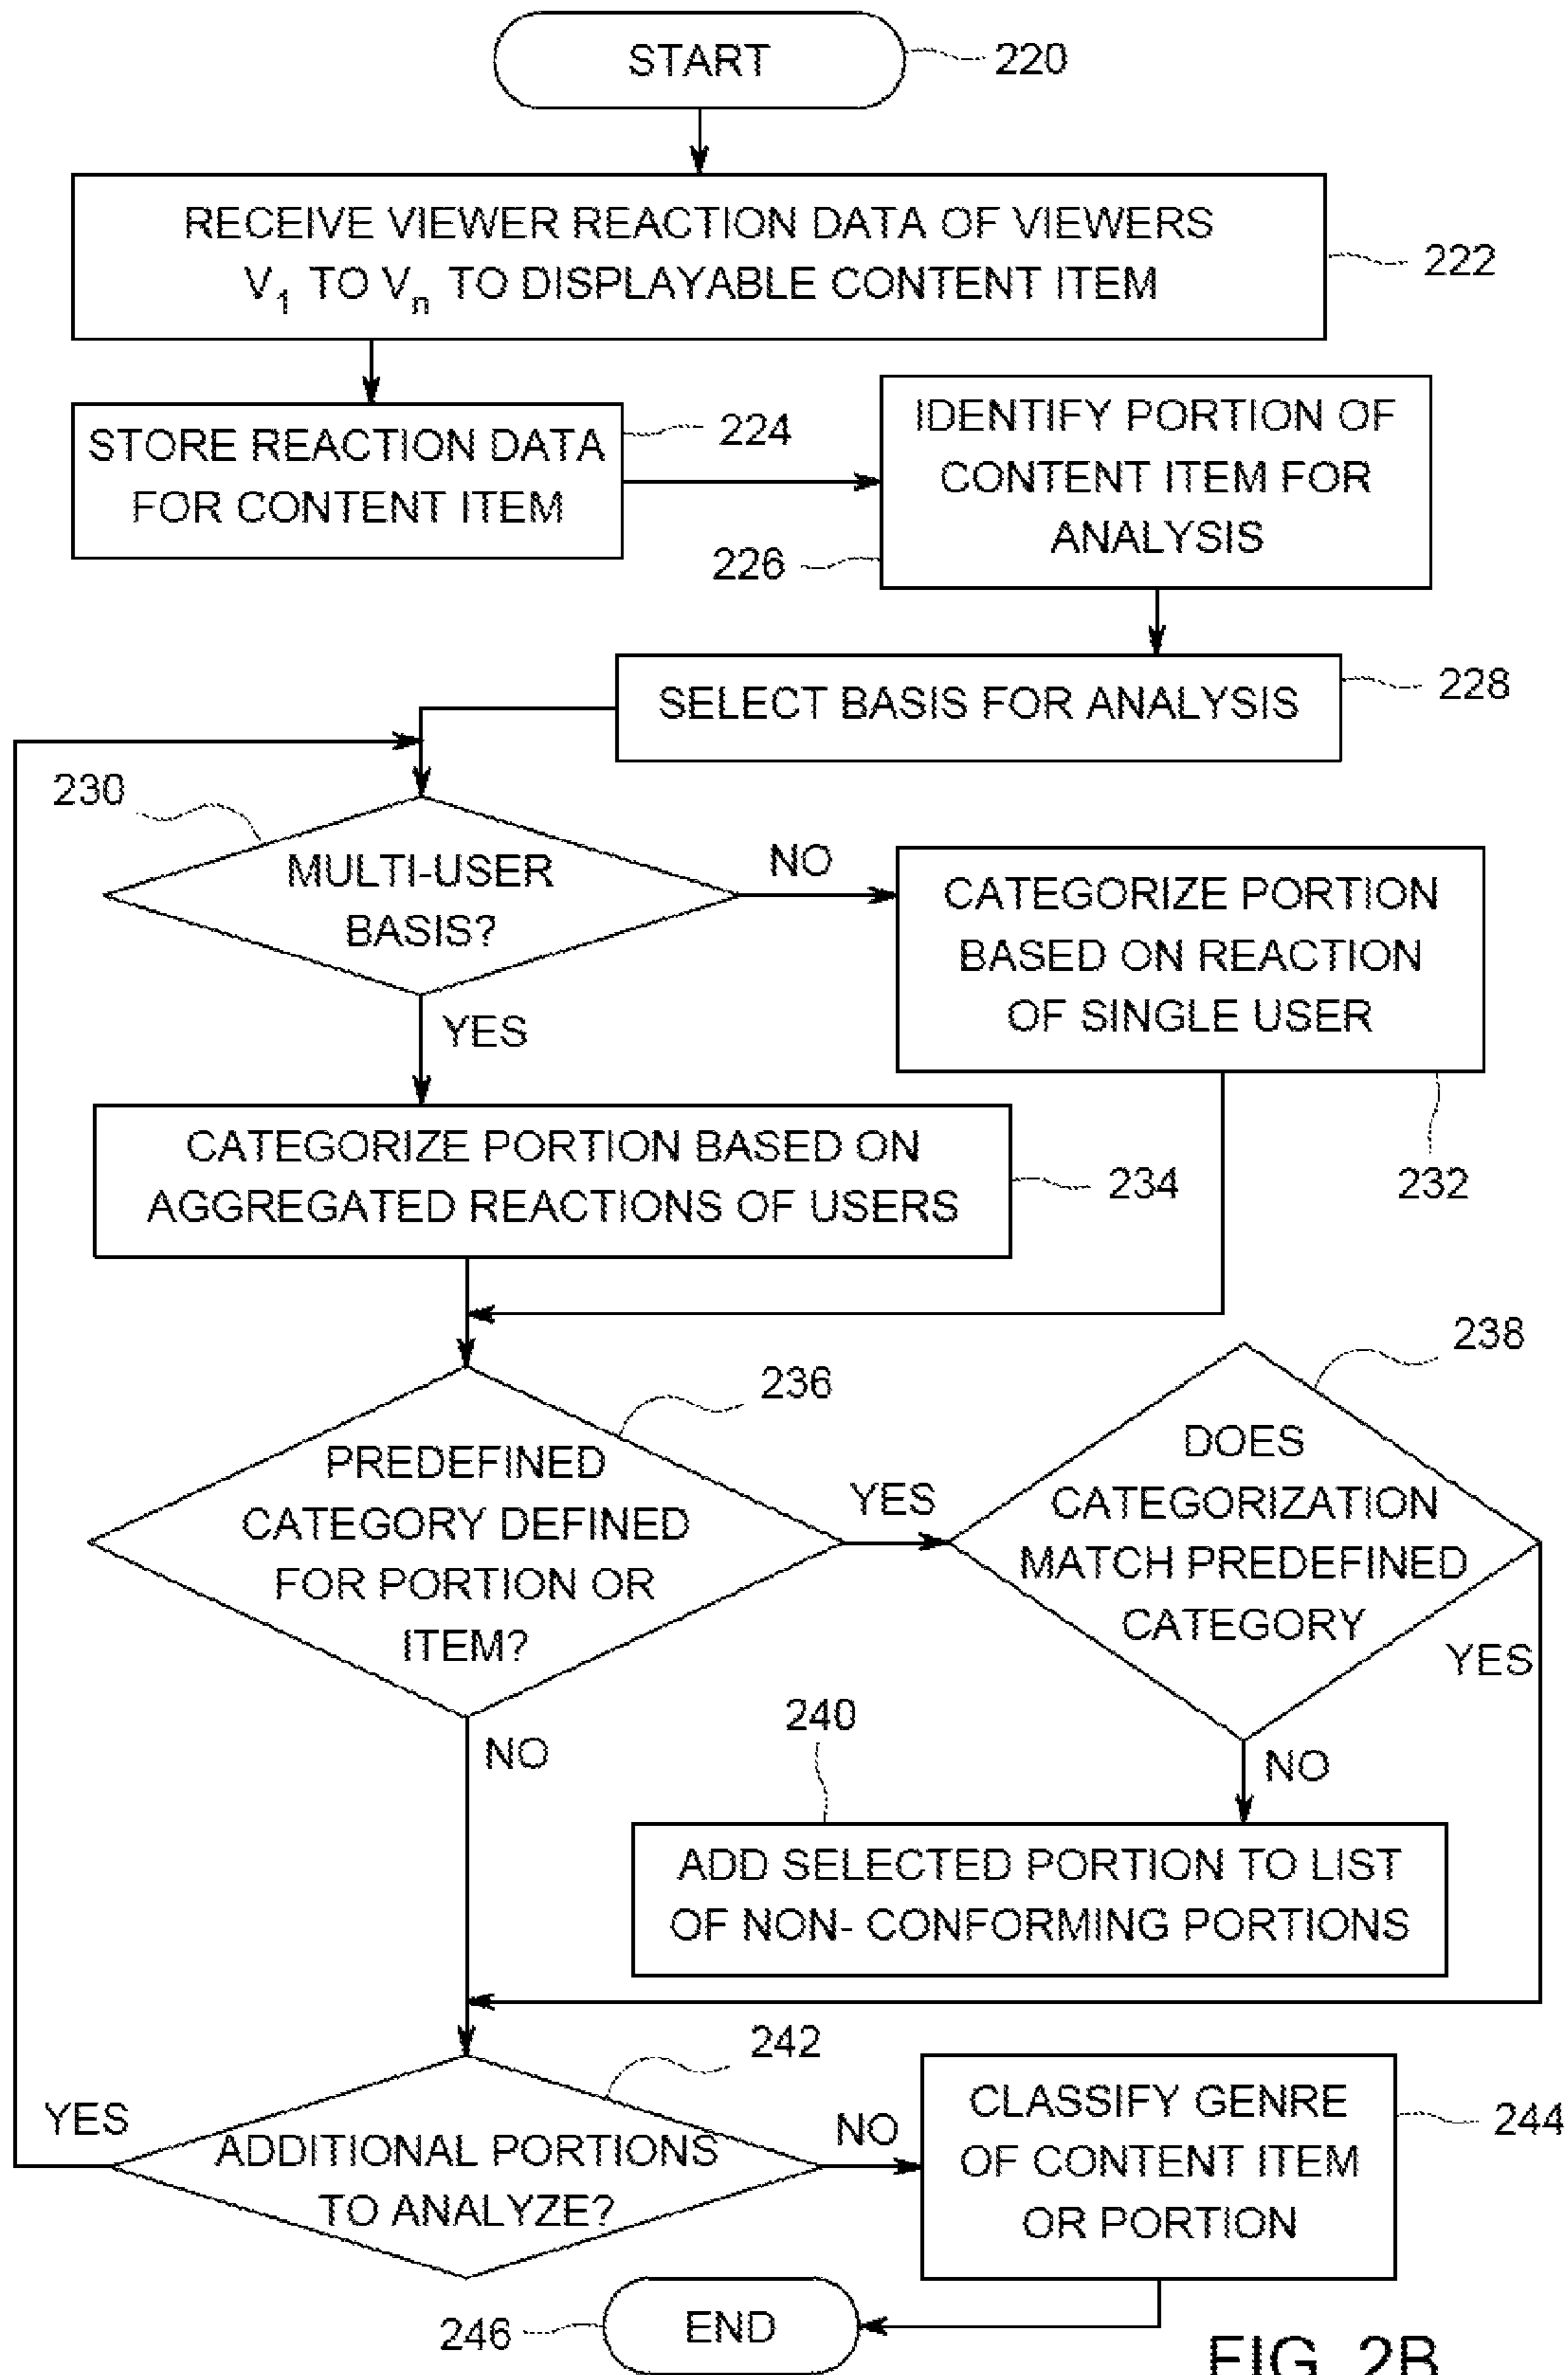 START
220
RECEIVE VIEWER REACTION DATA OF VIEWERS
V1 TO Vn TO DISPLAYABLE CONTENT ITEM
222
STORE REACTION DATA
FOR CONTENT ITEM
224
IDENTIFY PORTION OF
CONTENT ITEM FOR
ANALYSIS
226
SELECT BASIS FOR ANALYSIS
228
230
MULTI-USER
BASIS?
NO
YES
CATEGORIZE PORTION
BASED ON REACTION
OF SINGLE USER
232
CATEGORIZE PORTION BASED ON
AGGREGATED REACTIONS OF USERS
234
236
PREDEFINED
CATEGORY DEFINED
FOR PORTION OR
ITEM?
YES
NO
238
DOES
CATEGORIZATION
MATCH PREDEFINED
CATEGORY
YES
NO
240
ADD SELECTED PORTION TO LIST
OF NON- CONFORMING PORTIONS
242
ADDITIONAL PORTIONS
TO ANALYZE?
YES
NO
CLASSIFY GENRE
OF CONTENT ITEM
OR PORTION
244
246
END
FIG. 2B